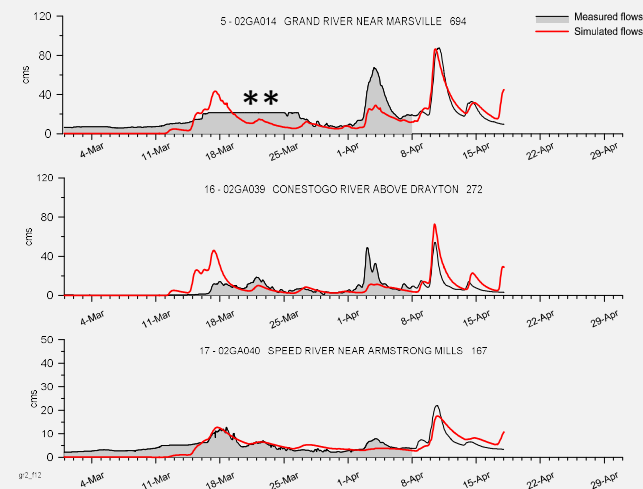 5 - 02GA014 GRAND RIVER NEAR MARSVILLE 694
Measured flows
Simulated flows
**
cms
120
80
40
0
4-Mar 11-Mar 18-Mar 25-Mar 1-Apr 8-Apr 15-Apr 22-Apr 29-Apr
16 - 02GA039 CONESTOGO RIVER ABOVE DRAYTON 272
cms
120
80
40
0
4-Mar 11-Mar 18-Mar 25-Mar 1-Apr 8-Apr 15-Apr 22-Apr 29-Apr
17 - 02GA040 SPEED RIVER NEAR ARMSTRONG MILLS 167
cms
50
40
30
20
10
0
4-Mar 11-Mar 18-Mar 25-Mar 1-Apr 8-Apr 15-Apr 22-Apr 29-Apr
gr2_f12